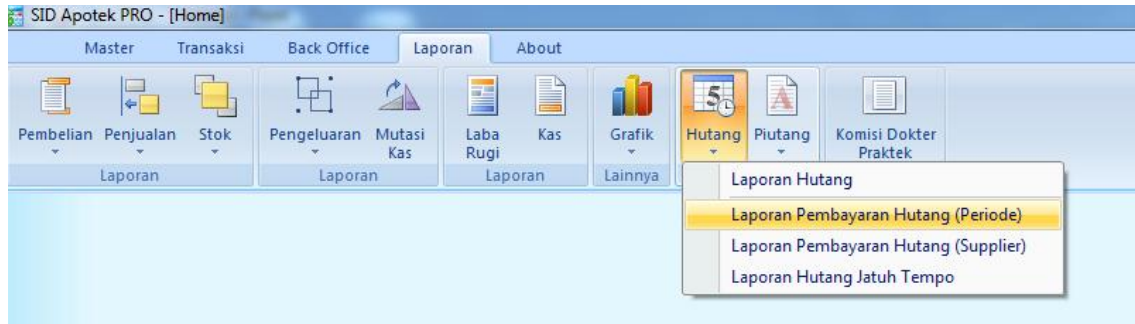 SID Apotek PRO - [Home]
Master Transaksi Back Office Laporan About
Pembelian Penjualan Stok Pengeluaran Mutasi Kas Laba Rugi Kas Grafik Hutang Piutang Komisi Dokter Praktek
Laporan Laporan Laporan Lainnya
Laporan Hutang
Laporan Pembayaran Hutang (Periode)
Laporan Pembayaran Hutang (Supplier)
Laporan Hutang Jatuh Tempo